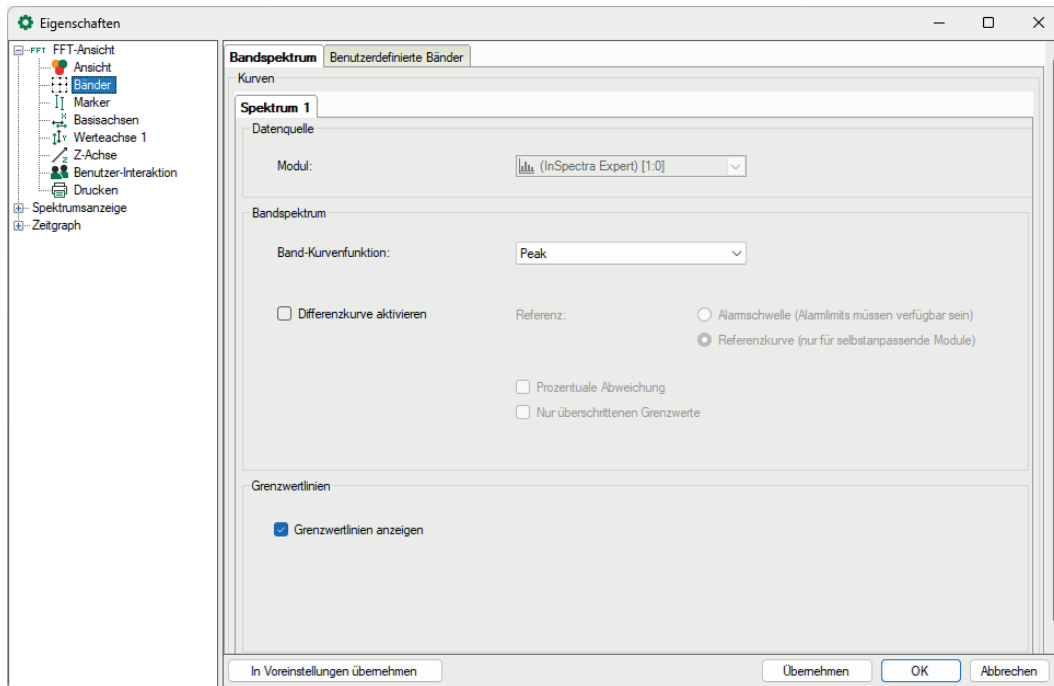 Eigenschaften
FFT FFT-Ansicht
Ansicht
Bänder
Marker
Basisachsen
Werteachse 1
Z-Achse
Benutzer-Interaktion
Drucken
Spektrumsanzeige
Zeitgraph
Bandspektrum Benutzerdefinierte Bänder
Kurven
Spektrum 1
Datenquelle
Modul: (InSpectra Expert) [1:0]
Bandspektrum
Band-Kurvenfunktion: Peak
Differenzkurve aktivieren Referenz: Alarmschwelle (Alarmlimits müssen verfügbar sein)
Referenzkurve (nur für selbstanpassende Module)
Prozentuale Abweichung
Nur überschrittenen Grenzwerte
Grenzwertlinien
Grenzwertlinien anzeigen
In Voreinstellungen übernehmen Übernehmen OK Abbrechen